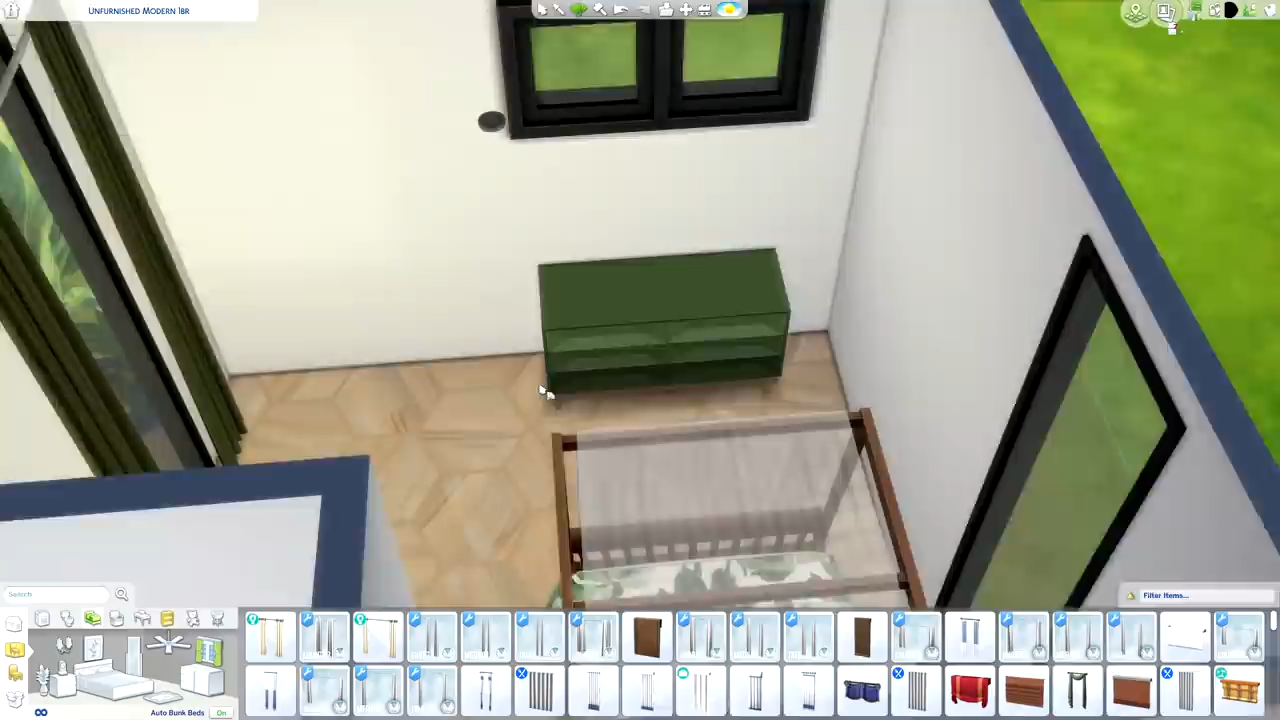 UNFURNISHED MODERN 1BR
Search
Filter Items...
Auto Bunk Beds
On